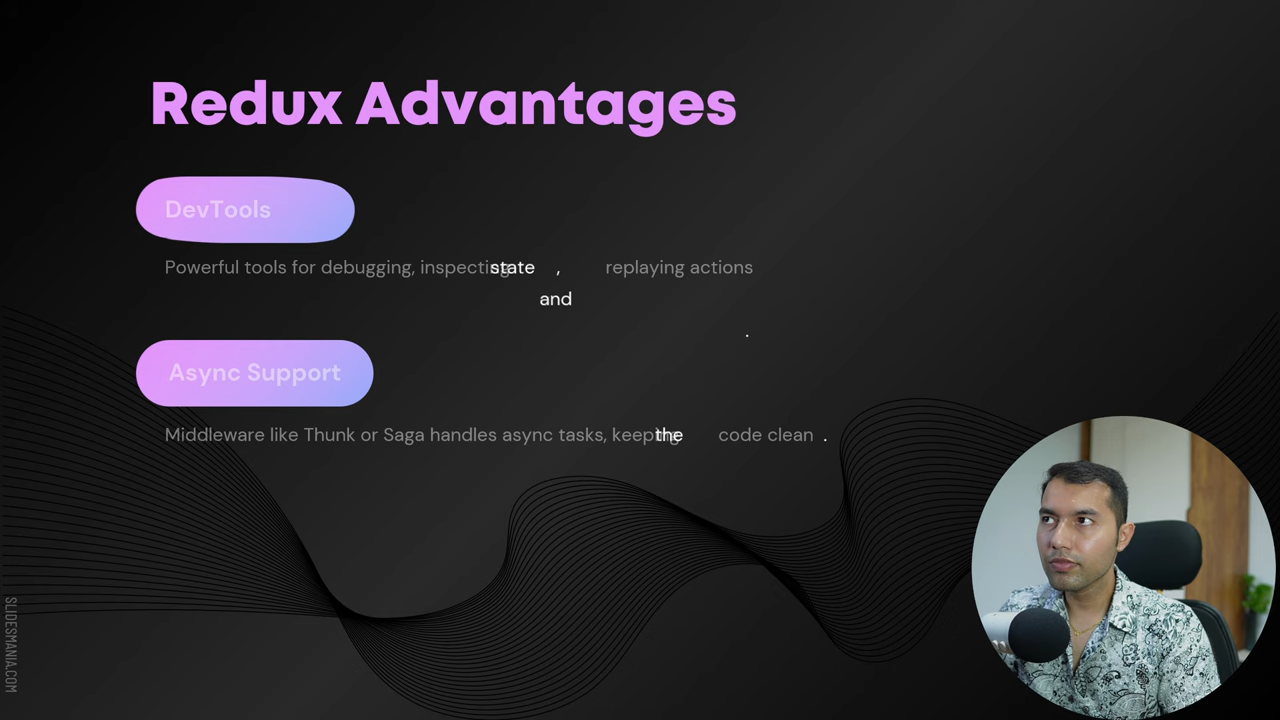 Redux Advantages
DevTools
Powerful tools for debugging, inspecting state , replaying actions
and
.
Async Support
Middleware like Thunk or Saga handles async tasks, keeping the code clean .
SLIDESMANIA.COM